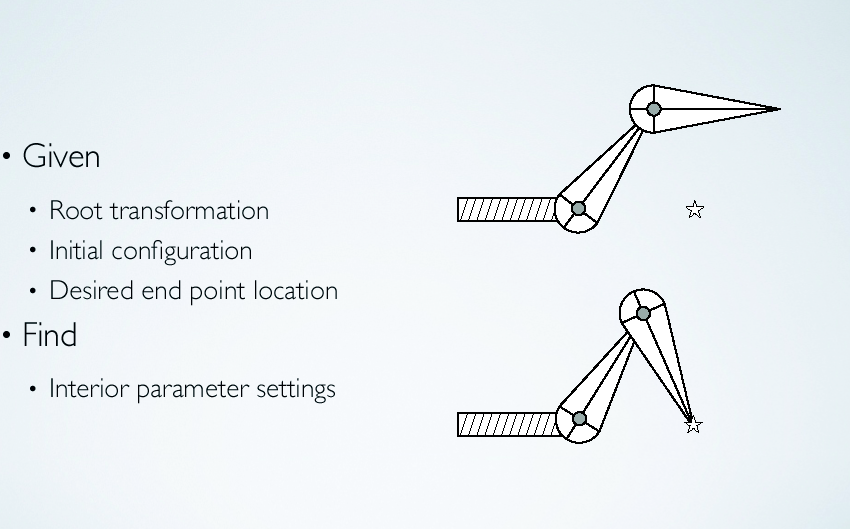 • Given
• Root transformation
• Initial configuration
• Desired end point location
• Find
• Interior parameter settings